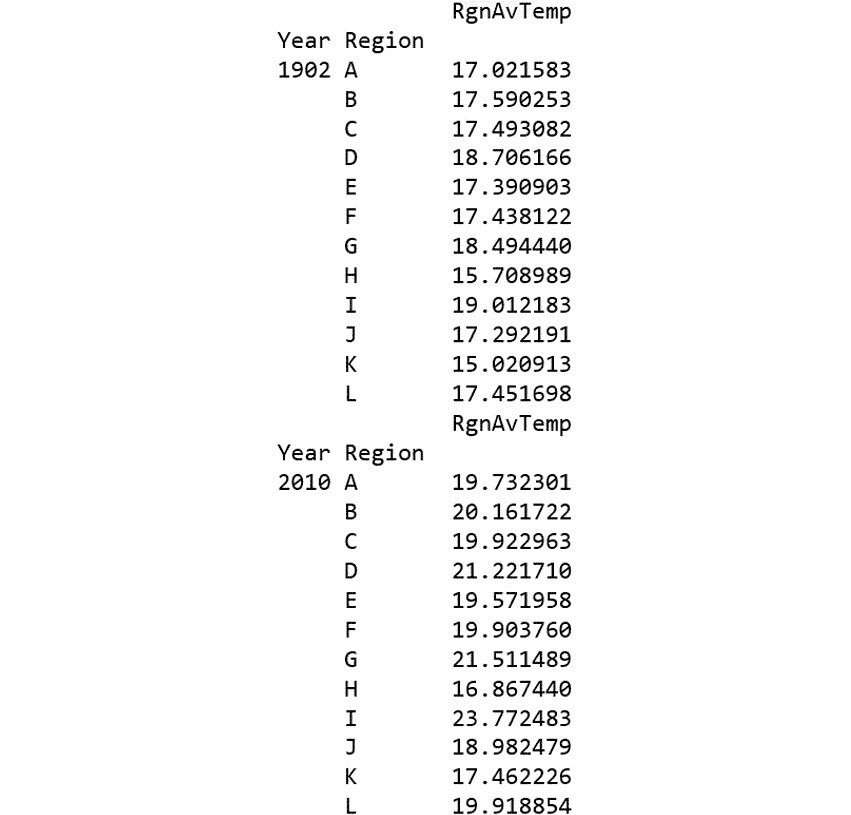 RgnAvTemp
Year Region
1902 A 17.021583
B 17.590253
C 17.493082
D 18.706166
E 17.390903
F 17.438122
G 18.494440
H 15.708989
I 19.012183
J 17.292191
K 15.020913
L 17.451698
RgnAvTemp
Year Region
2010 A 19.732301
B 20.161722
C 19.922963
D 21.221710
E 19.571958
F 19.903760
G 21.511489
H 16.867440
I 23.772483
J 18.982479
K 17.462226
L 19.918854